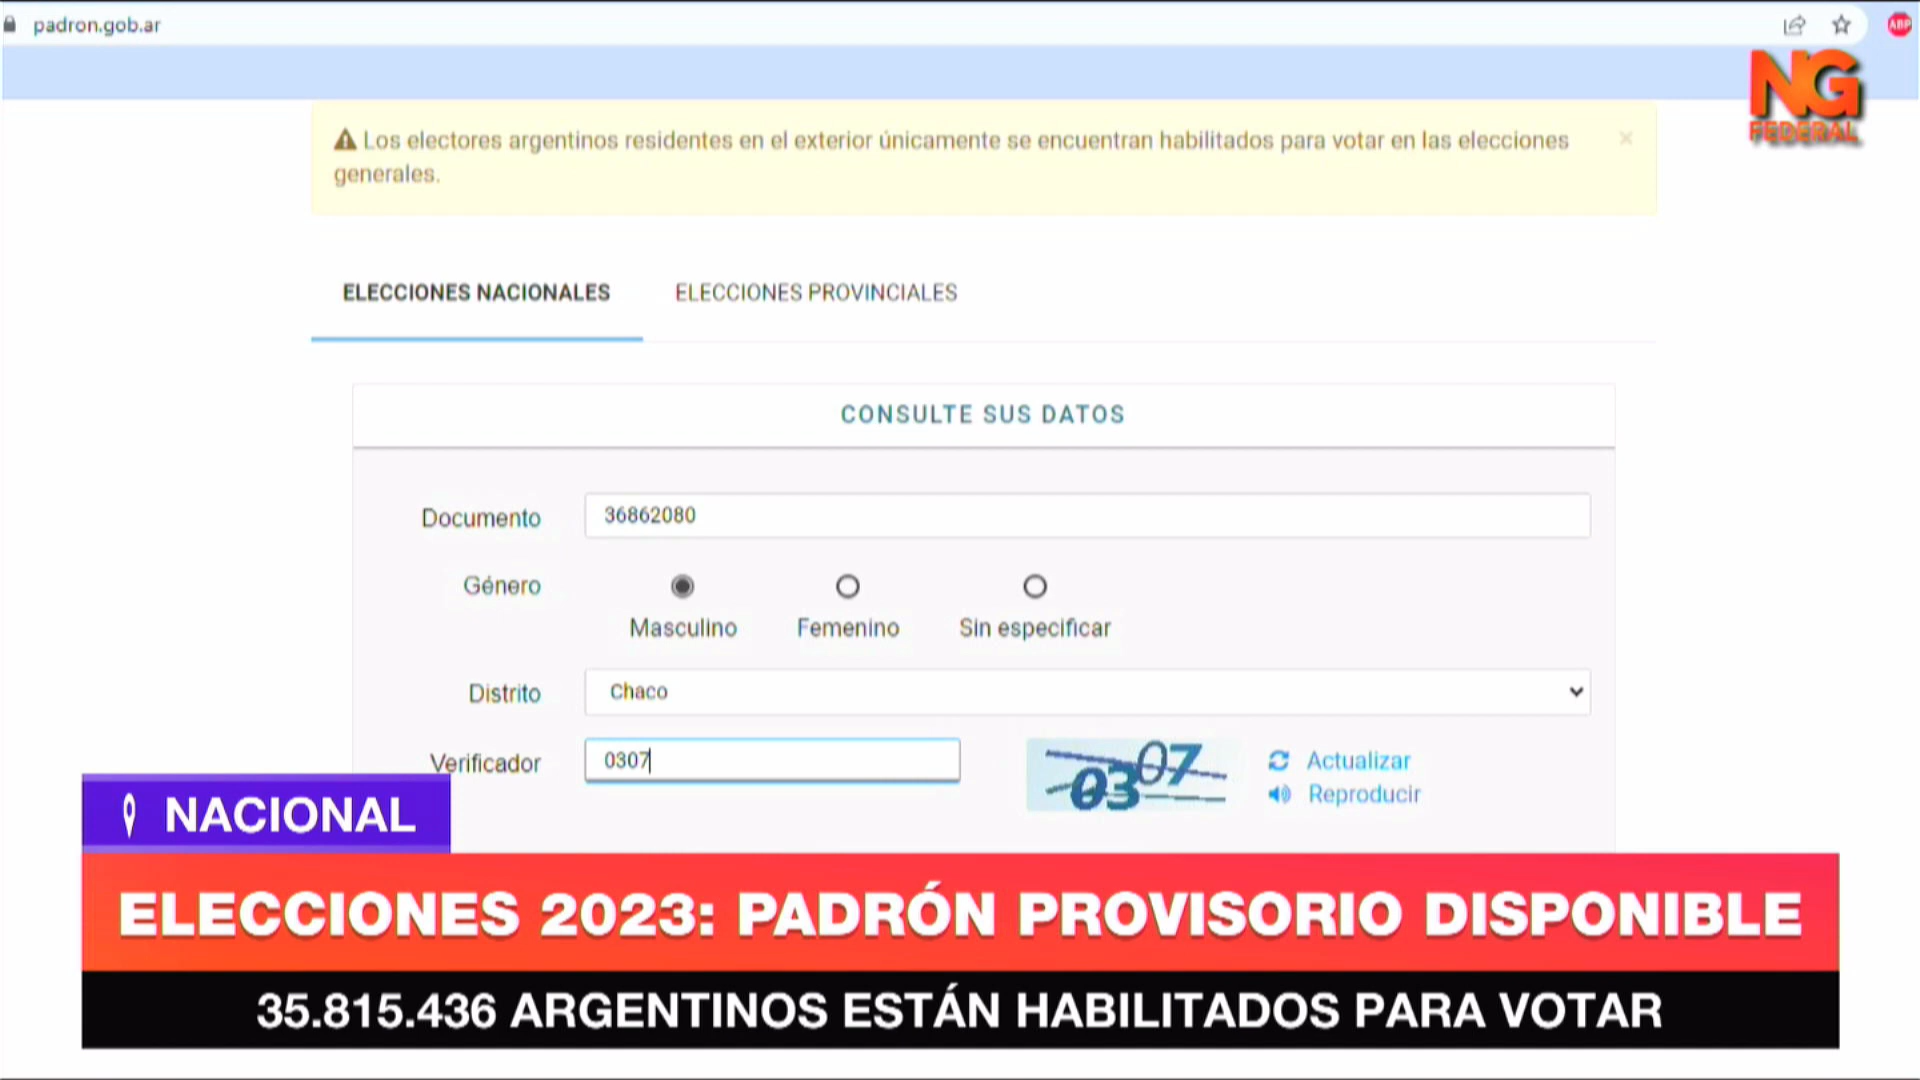 padron.gob.ar
ABP
NG
FEDERAL
Los electores argentinos residentes en el exterior únicamente se encuentran habilitados para votar en las elecciones
generales.
×
ELECCIONES NACIONALES
ELECCIONES PROVINCIALES
CONSULTE SUS DATOS
Documento
36862080
Género
Masculino
Femenino
Sin especificar
Distrito
Chaco
Verificador
0307
0307
Actualizar
Reproducir
NACIONAL
ELECCIONES 2023: PADRÓN PROVISORIO DISPONIBLE
35.815.436 ARGENTINOS ESTÁN HABILITADOS PARA VOTAR